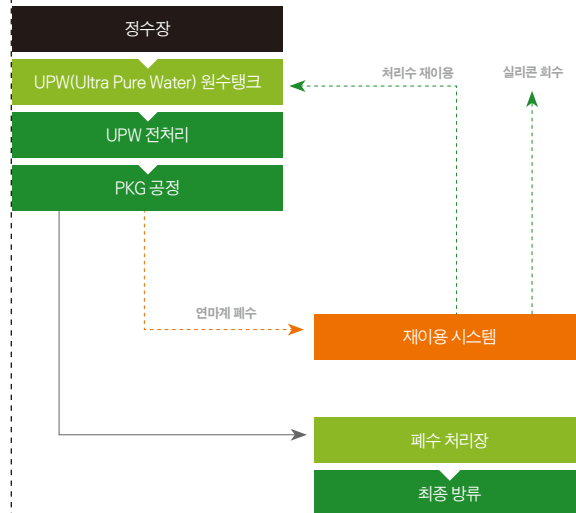 정수장
UPW(Ultra Pure Water) 원수탱크
처리수 재이용
실리콘 회수
UPW 전처리
PKG 공정
연마계 폐수
재이용 시스템
폐수 처리장
최종 방류